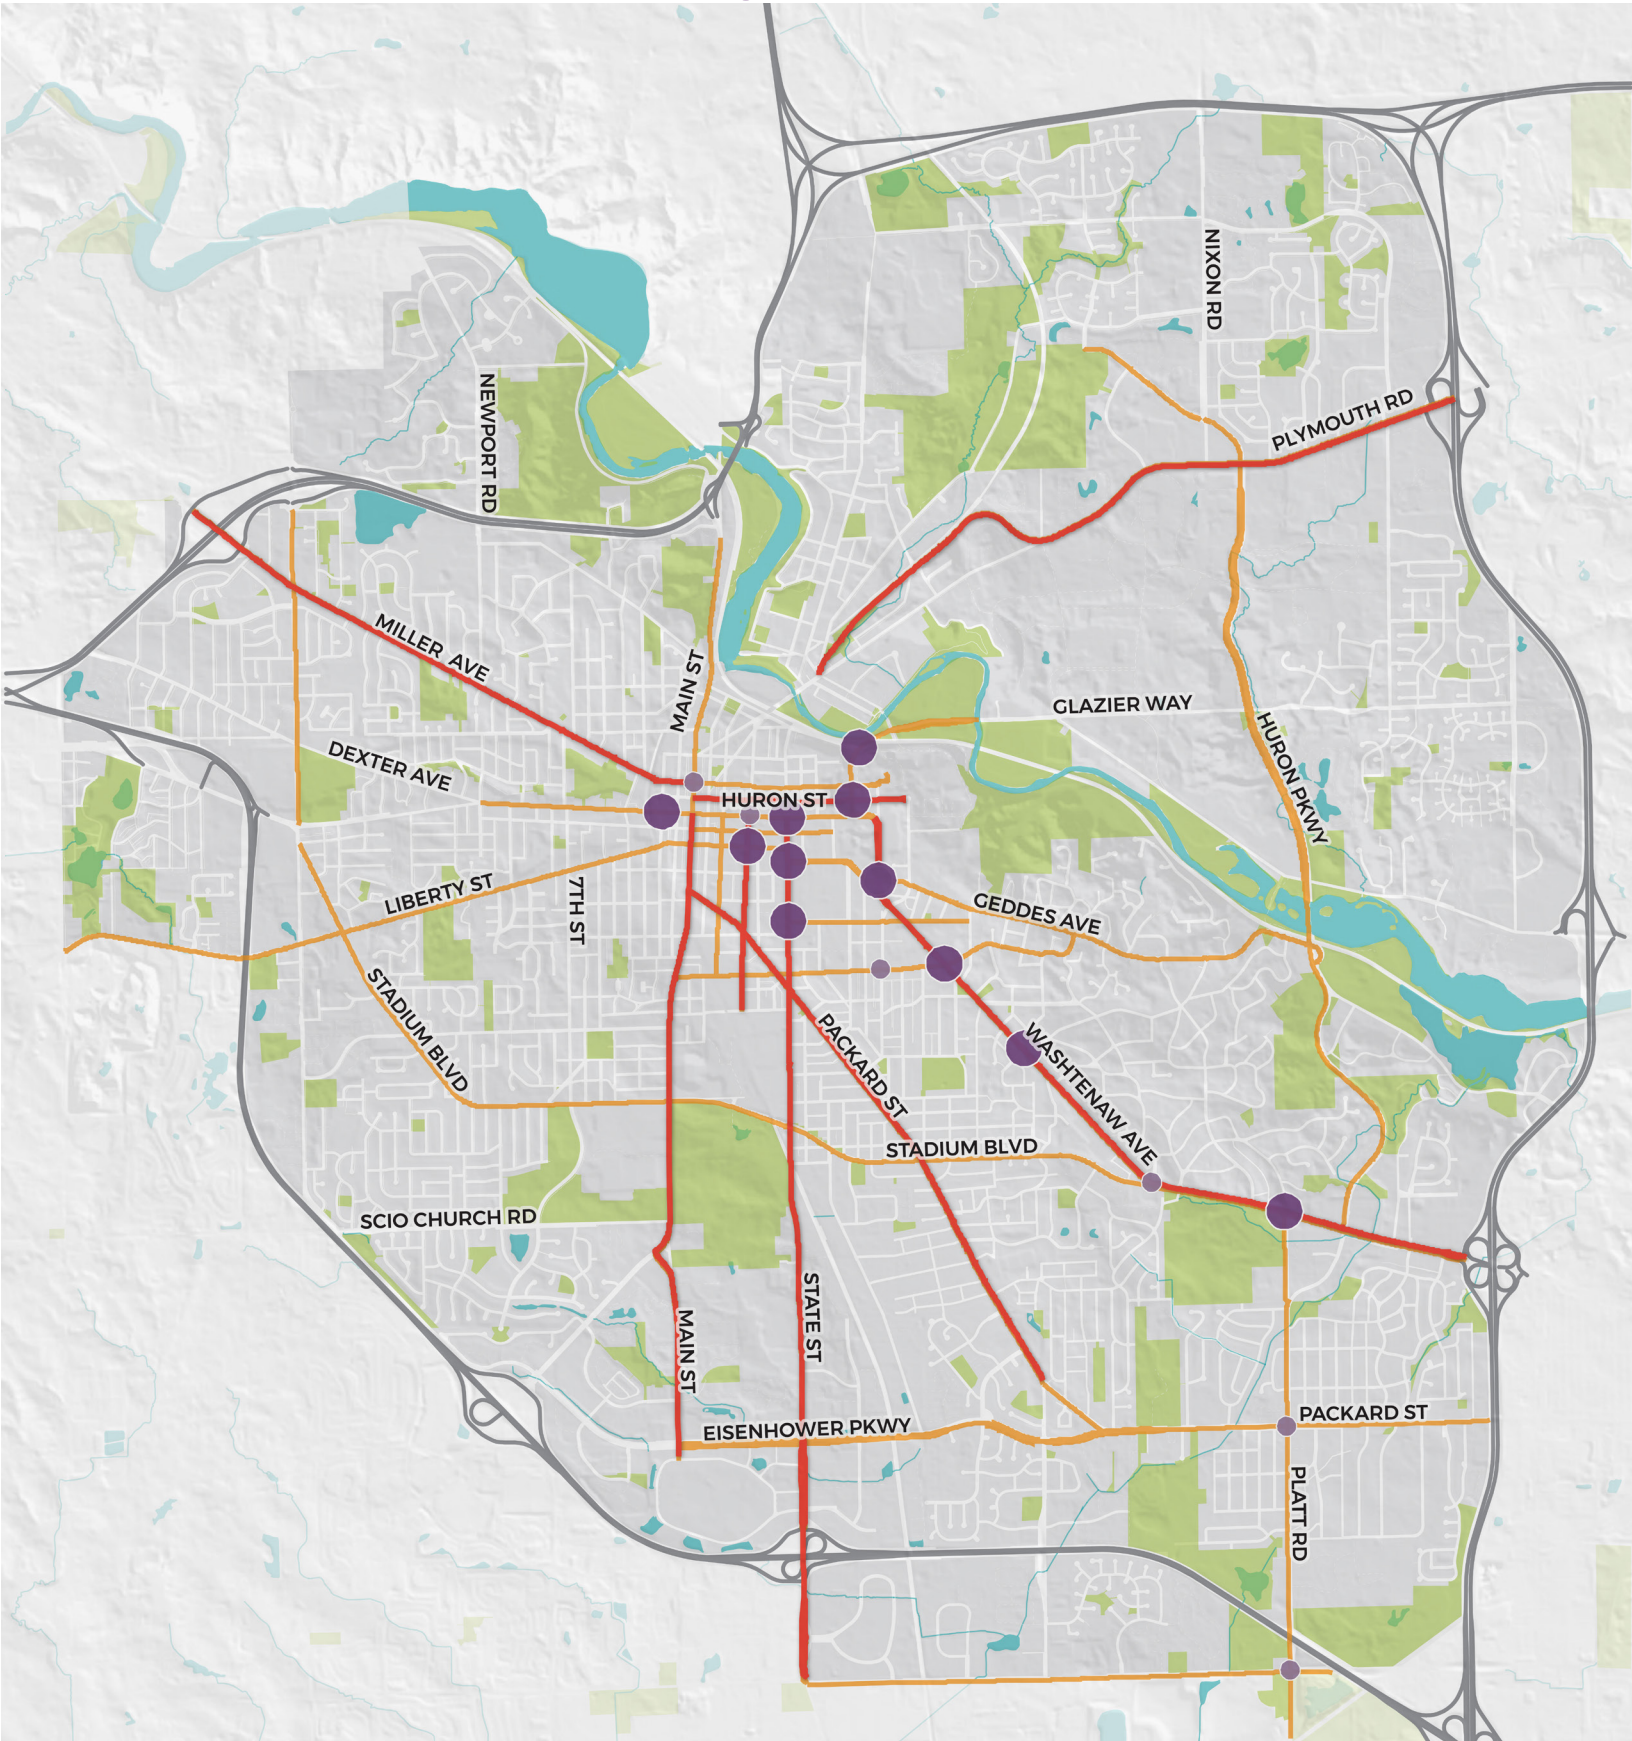 NIXON RD
NEWPORT RD
PLYMOUTH RD
MILLER AVE
MAIN ST
GLAZIER WAY
HURON PKWY
DEXTER AVE
HURON ST
LIBERTY ST
7TH ST
GEDDES AVE
STADIUM BLVD
PACKARD ST
WASHTENAW AVE
STADIUM BLVD
SCIO CHURCH RD
STATE ST
MAIN ST
EISENHOWER PKWY
PACKARD ST
PLATT RD